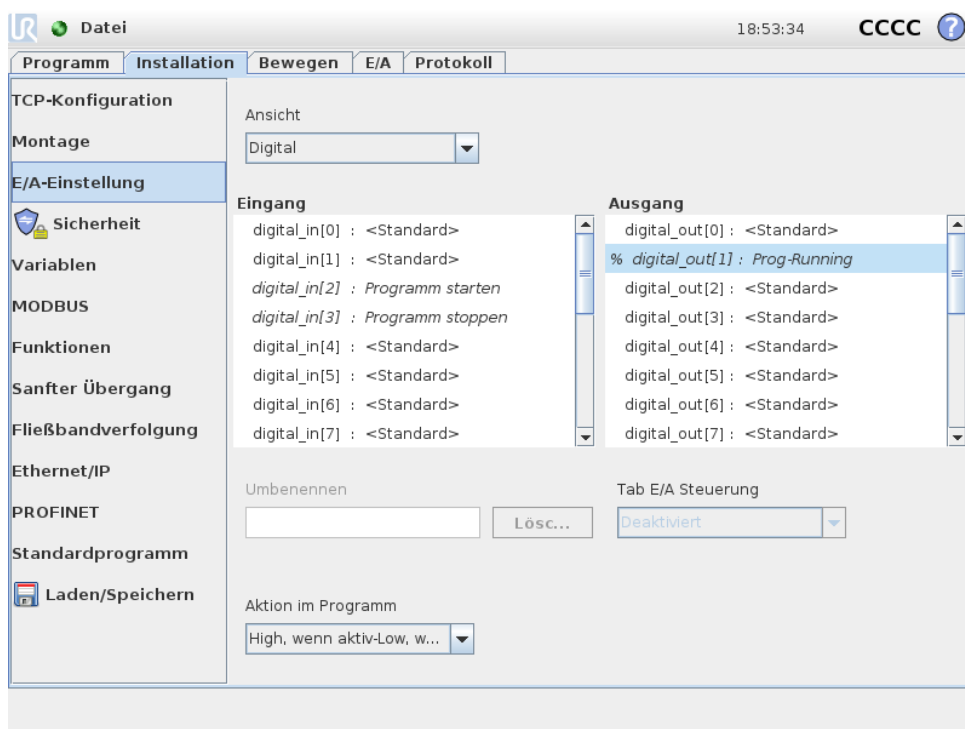 UR Datei 18:53:34 CCCC ?
Programm Installation Bewegen E/A Protokoll
TCP-Konfiguration
Montage
E/A-Einstellung
Sicherheit
Variablen
MODBUS
Funktionen
Sanfter Übergang
Fließbandverfolgung
Ethernet/IP
PROFINET
Standardprogramm
Laden/Speichern
Ansicht
Digital
Eingang
digital_in[0] : <Standard>
digital_in[1] : <Standard>
digital_in[2] : Programm starten
digital_in[3] : Programm stoppen
digital_in[4] : <Standard>
digital_in[5] : <Standard>
digital_in[6] : <Standard>
digital_in[7] : <Standard>
Ausgang
digital_out[0] : <Standard>
% digital_out[1] : Prog-Running
digital_out[2] : <Standard>
digital_out[3] : <Standard>
digital_out[4] : <Standard>
digital_out[5] : <Standard>
digital_out[6] : <Standard>
digital_out[7] : <Standard>
Umbenennen
Lösc...
Tab E/A Steuerung
Deaktiviert
Aktion im Programm
High, wenn aktiv-Low, w...